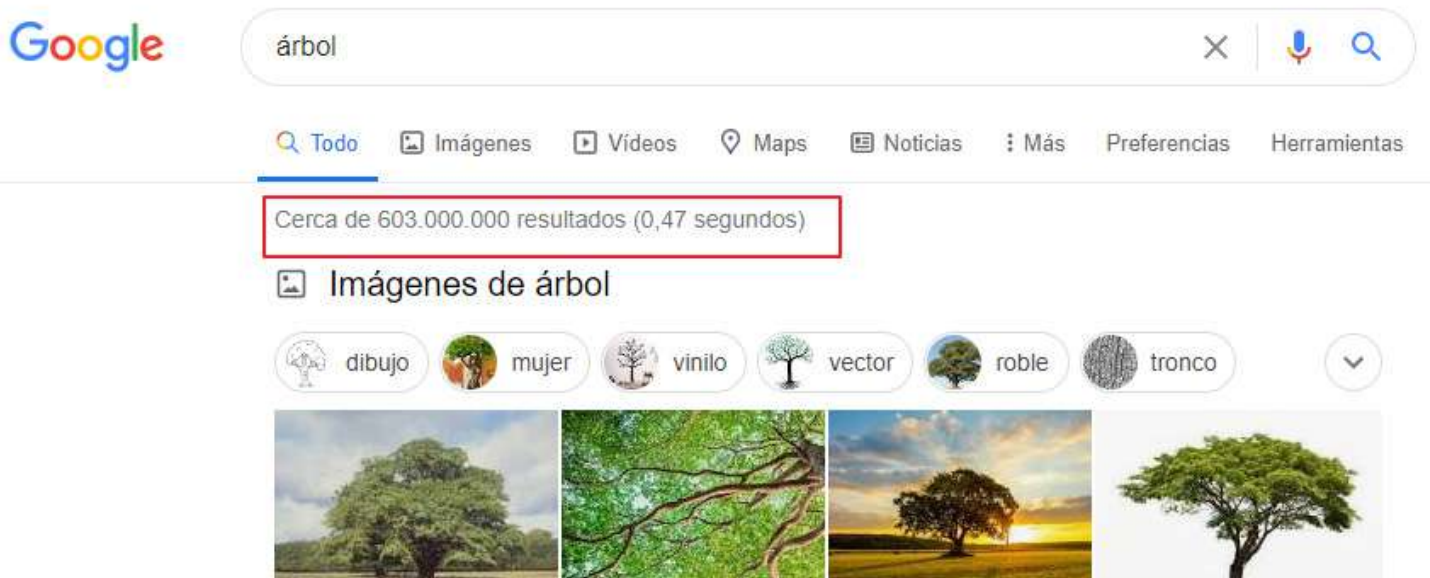 Google
árbol
Todo Imágenes Vídeos Maps Noticias Más Preferencias Herramientas
Cerca de 603.000.000 resultados (0,47 segundos)
Imágenes de árbol
dibujo mujer vinilo vector roble tronco